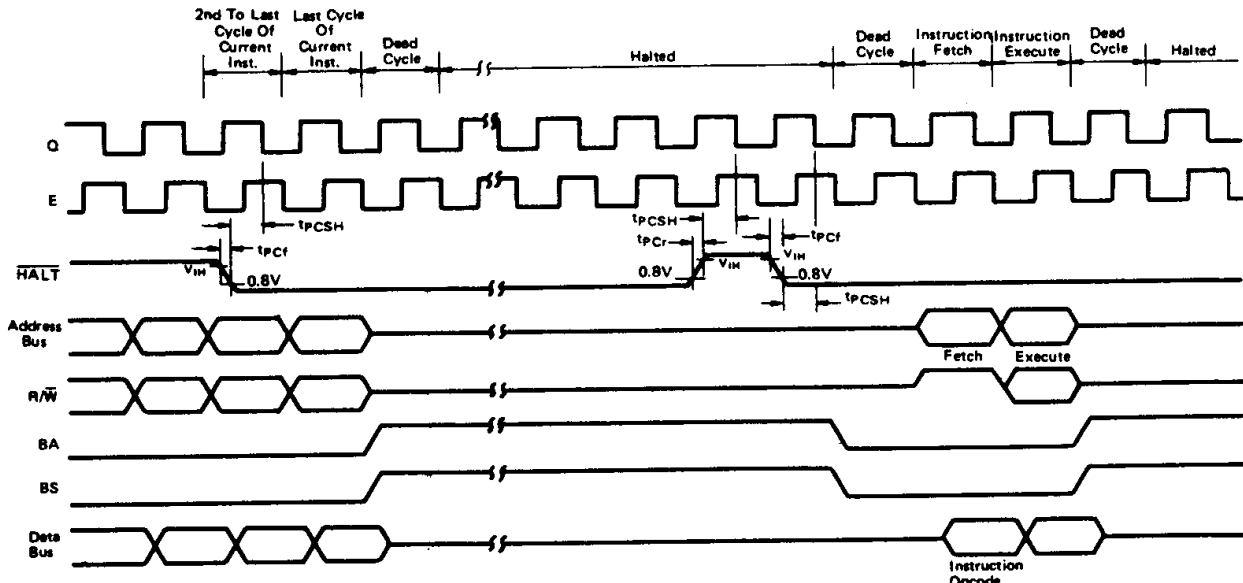 2nd To Last
Cycle Of
Current
Inst.
Last Cycle
Of
Current
Inst.
Dead
Cycle
Halted
Dead
Cycle
Instruction
Fetch
Instruction
Execute
Dead
Cycle
Halted
Q
E
tPCSH
tPCf
tPCSH
tPCr
tPCf
HALT
VIH
0.8V
0.8V
VIH
VIH
0.8V
tPCSH
Address
Bus
Fetch
Execute
R/W
BA
BS
Data
Bus
Instruction
Opcode